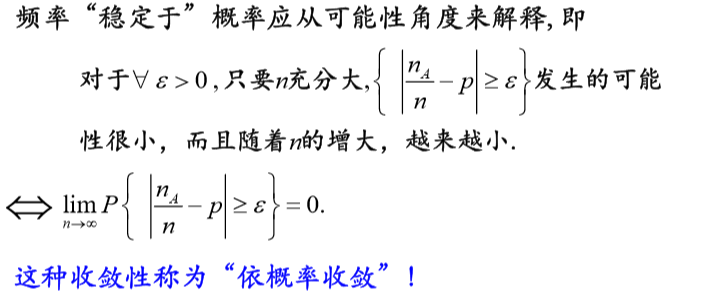 频率“稳定于”概率应从可能性角度来解释, 即
对于∀ ε > 0 , 只要n充分大, { | n_A/n − p | ≥ ε } 发生的可能
性很小，而且随着n的增大，越来越小.
⟺ lim_{n→∞} P{ | n_A/n − p | ≥ ε } = 0.
这种收敛性称为“依概率收敛”！